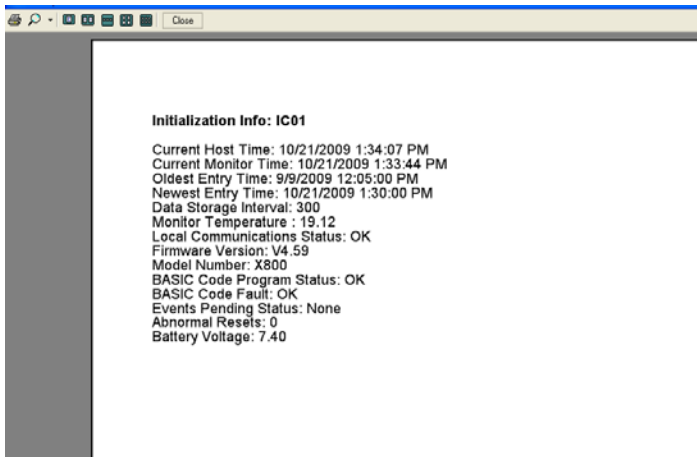 Close
Initialization Info: IC01
Current Host Time: 10/21/2009 1:34:07 PM
Current Monitor Time: 10/21/2009 1:33:44 PM
Oldest Entry Time: 9/9/2009 12:05:00 PM
Newest Entry Time: 10/21/2009 1:30:00 PM
Data Storage Interval: 300
Monitor Temperature : 19.12
Local Communications Status: OK
Firmware Version: V4.59
Model Number: X800
BASIC Code Program Status: OK
BASIC Code Fault: OK
Events Pending Status: None
Abnormal Resets: 0
Battery Voltage: 7.40